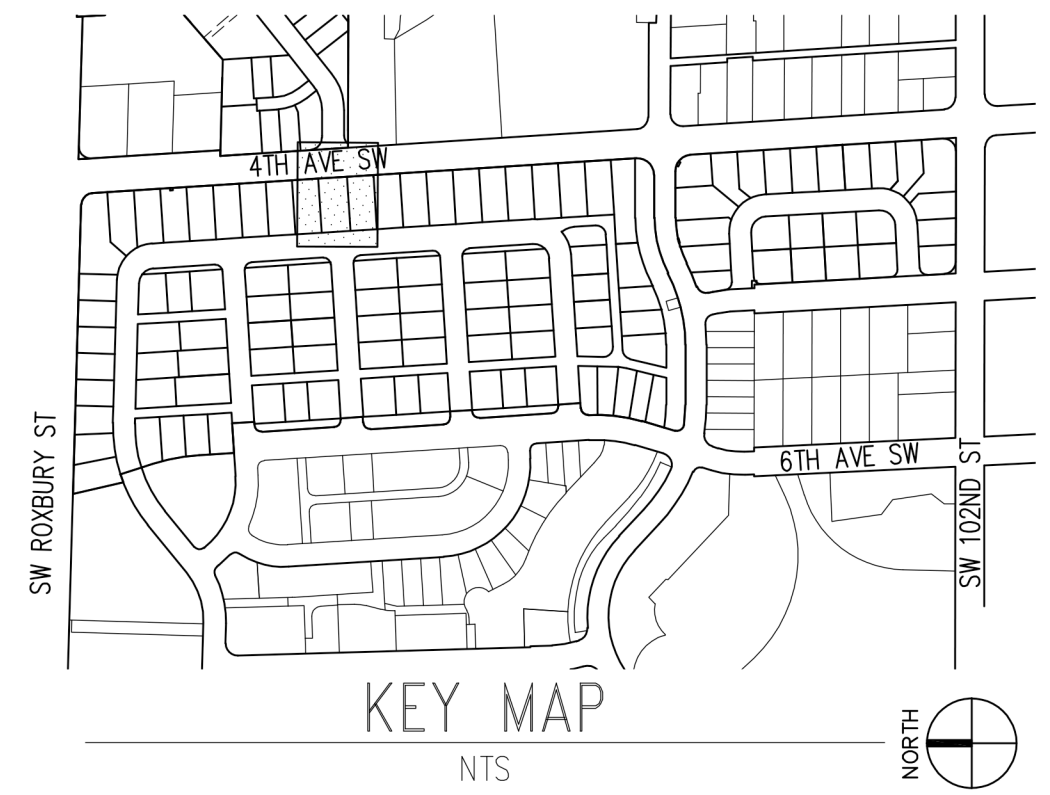 4TH AVE SW
SW ROXBURY ST
6TH AVE SW
SW 102ND ST
KEY MAP
NTS
NORTH